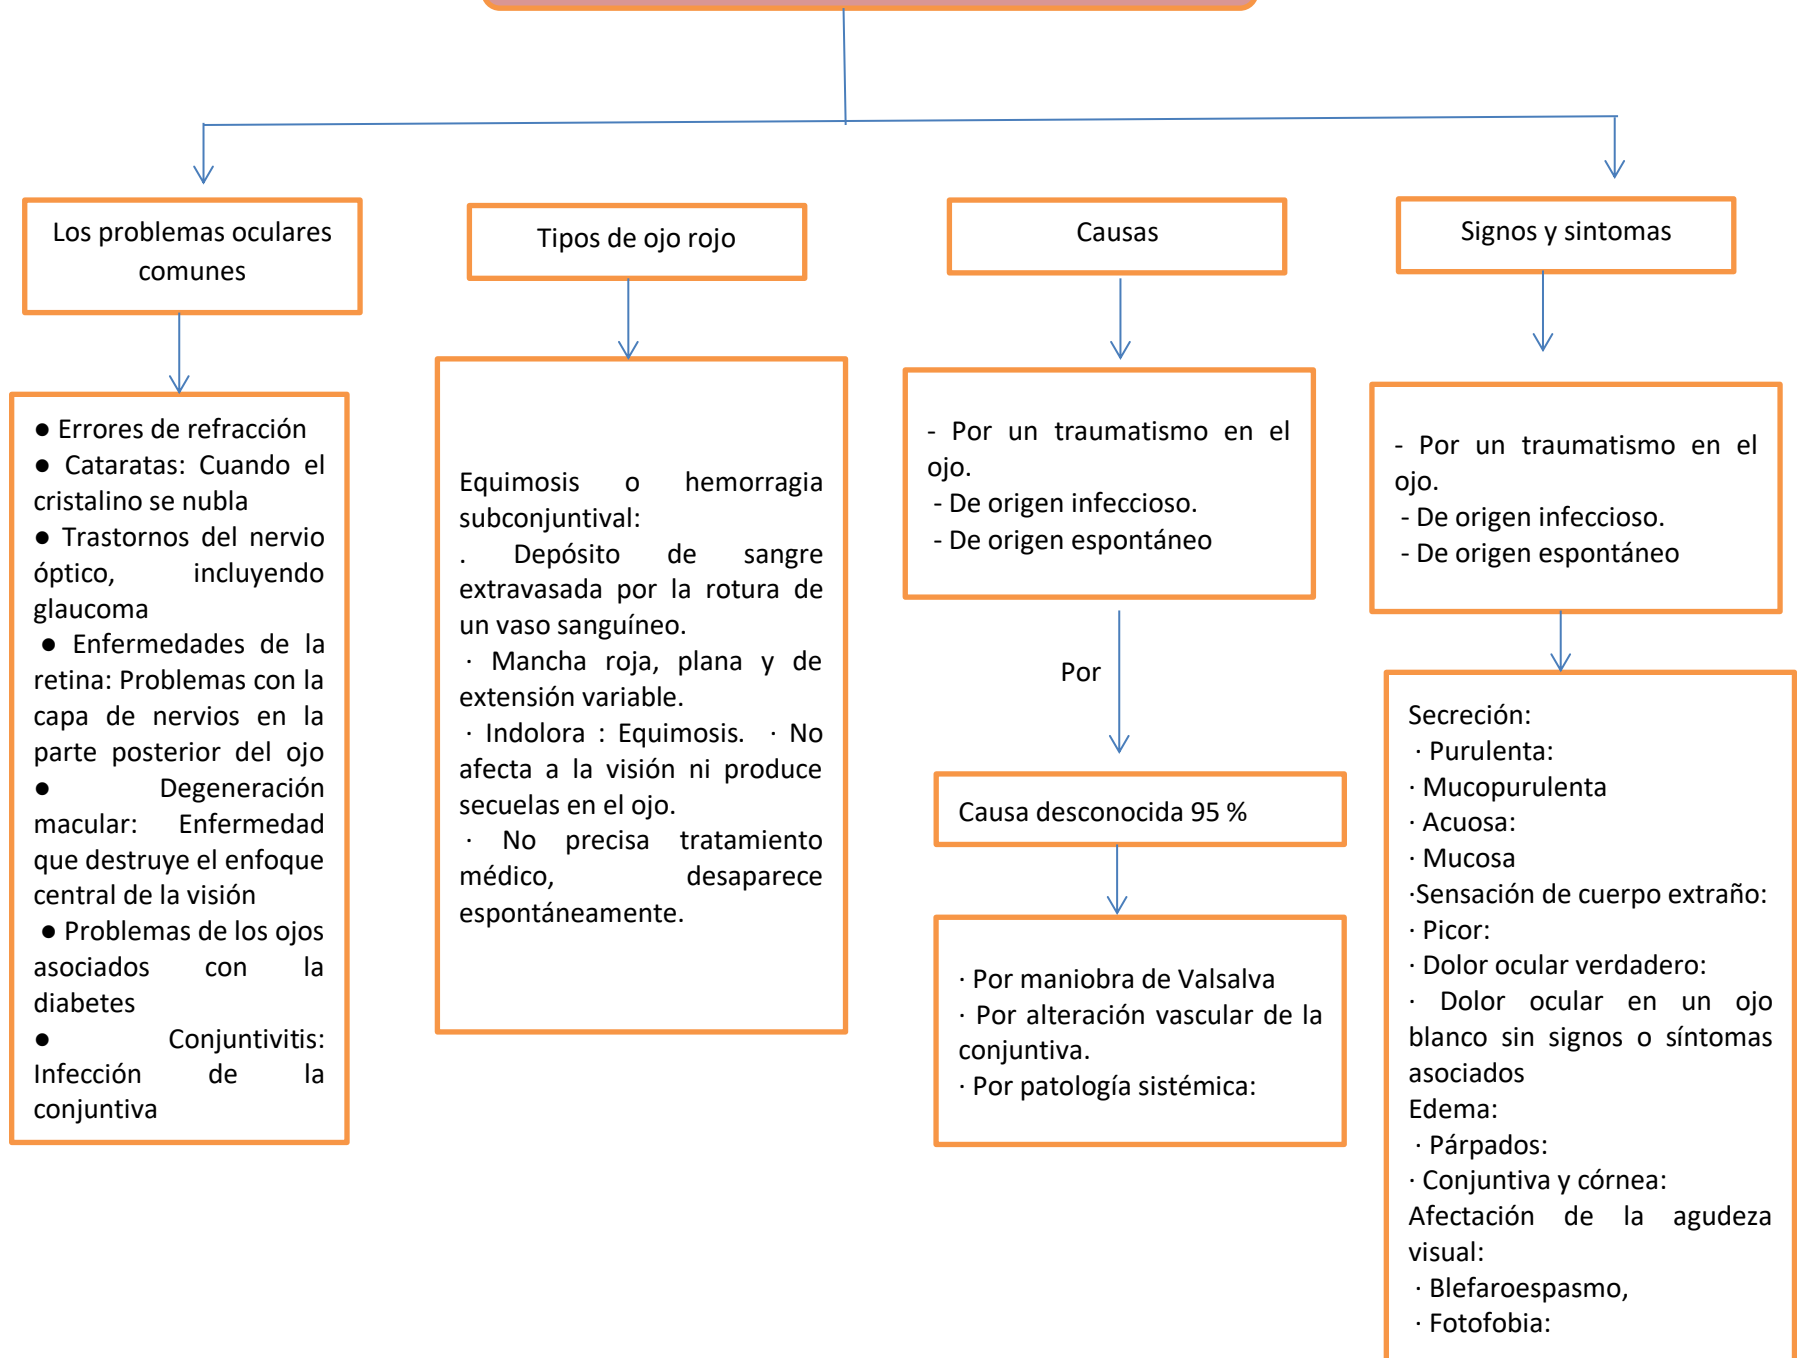 Los problemas oculares
comunes
Tipos de ojo rojo
Causas
Signos y sintomas
● Errores de refracción
● Cataratas: Cuando el
cristalino se nubla
● Trastornos del nervio
óptico, incluyendo
glaucoma
● Enfermedades de la
retina: Problemas con la
capa de nervios en la
parte posterior del ojo
● Degeneración
macular: Enfermedad
que destruye el enfoque
central de la visión
● Problemas de los ojos
asociados con la
diabetes
● Conjuntivitis:
Infección de la
conjuntiva
Equimosis o hemorragia
subconjuntival:
. Depósito de sangre
extravasada por la rotura de
un vaso sanguíneo.
· Mancha roja, plana y de
extensión variable.
· Indolora : Equimosis. · No
afecta a la visión ni produce
secuelas en el ojo.
· No precisa tratamiento
médico, desaparece
espontáneamente.
- Por un traumatismo en el
ojo.
- De origen infeccioso.
- De origen espontáneo
Por
Causa desconocida 95 %
· Por maniobra de Valsalva
· Por alteración vascular de la
conjuntiva.
· Por patología sistémica:
- Por un traumatismo en el
ojo.
- De origen infeccioso.
- De origen espontáneo
Secreción:
· Purulenta:
· Mucopurulenta
· Acuosa:
· Mucosa
·Sensación de cuerpo extraño:
· Picor:
· Dolor ocular verdadero:
· Dolor ocular en un ojo
blanco sin signos o síntomas
asociados
Edema:
· Párpados:
· Conjuntiva y córnea:
Afectación de la agudeza
visual:
· Blefaroespasmo,
· Fotofobia: